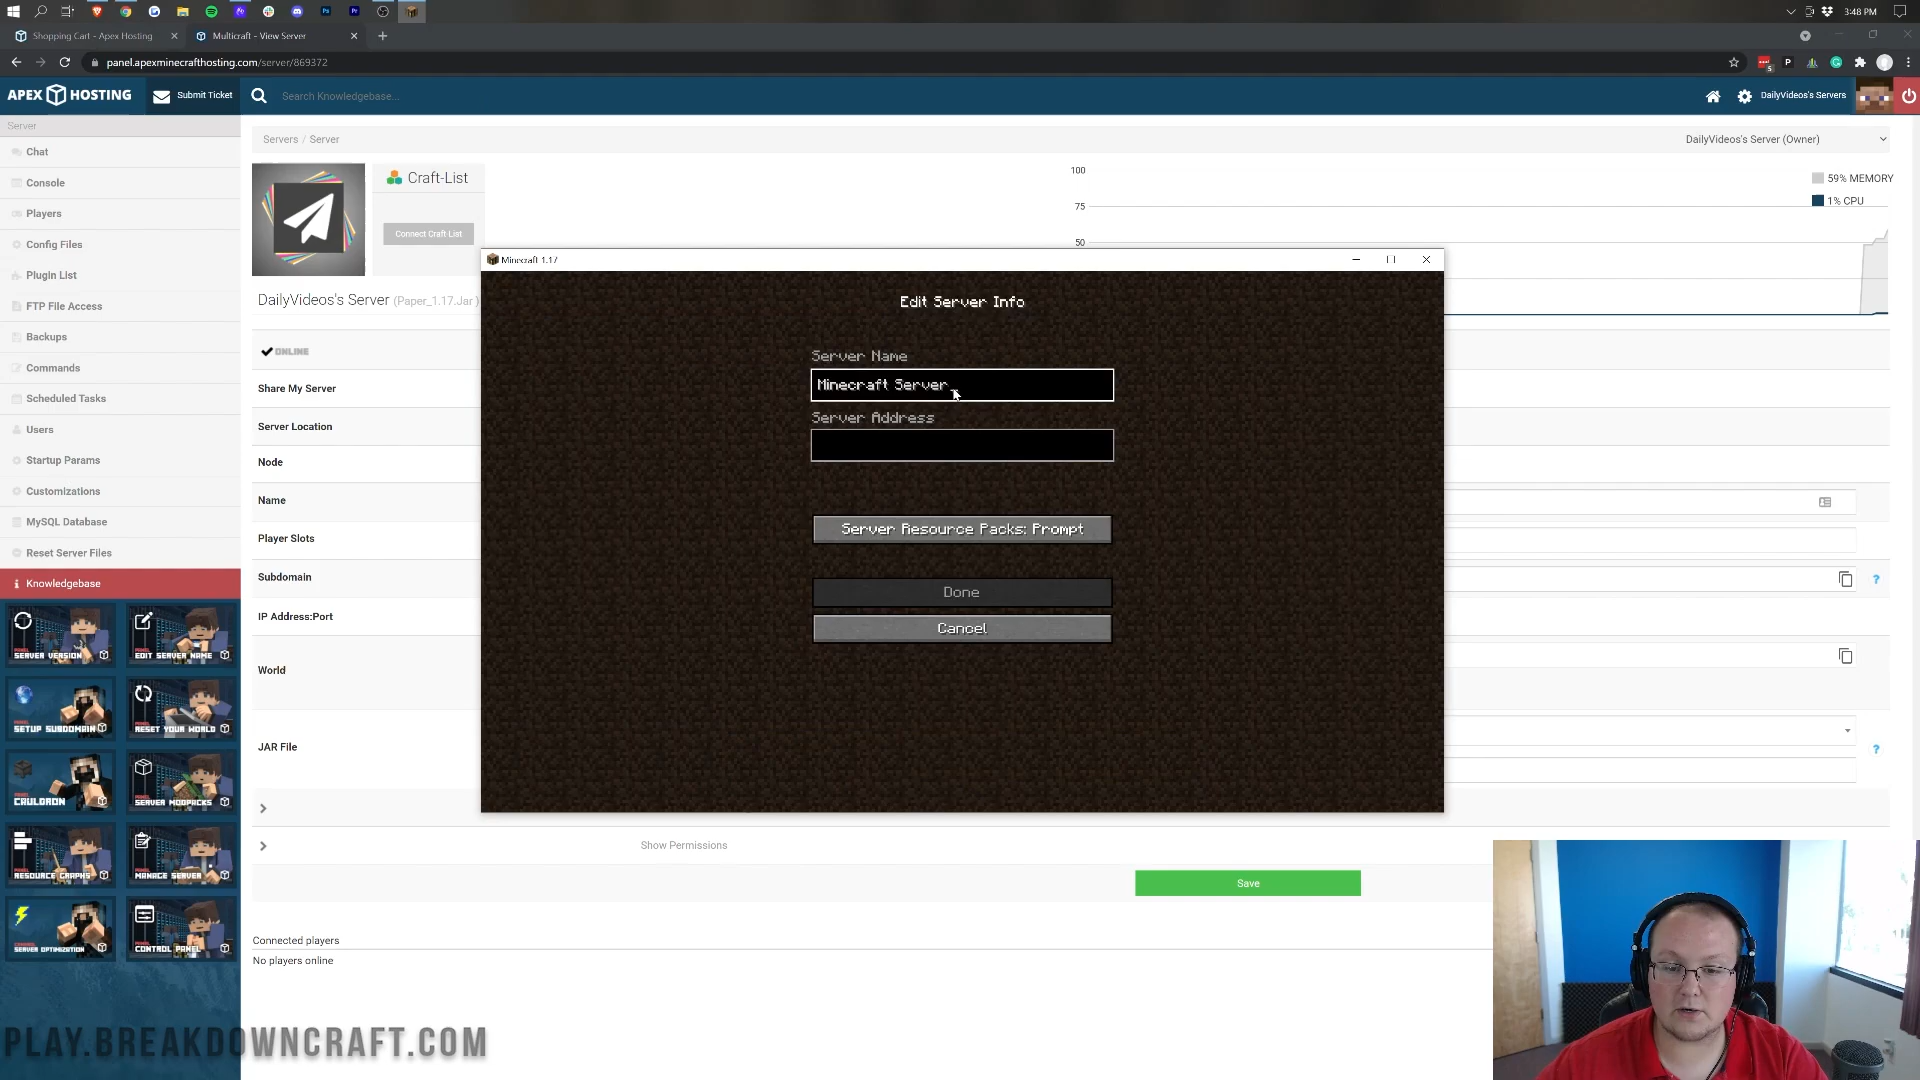 3:48 PM
Shopping Cart - Apex Hosting
Multicraft - View Server
panel.apexminecrafthosting.com/server/869372
APEX HOSTING
Submit Ticket
Search Knowledgebase...
DailyVideos's Servers
Server
Chat
Console
Players
Config Files
Plugin List
FTP File Access
Backups
Commands
Scheduled Tasks
Users
Startup Params
Customizations
MySQL Database
Reset Server Files
Knowledgebase
SERVER VERSION
EDIT SERVER NAME
SETUP SUBDOMAIN
RESET YOUR WORLD
CAULDRON
SERVER MODPACKS
RESOURCE GRAPHS
MANAGE SERVER
SERVER OPTIMIZATION
CONTROL PANEL
Servers / Server
DailyVideos's Server (Owner)
Craft-List
Connect Craft List
100
75
50
59% MEMORY
1% CPU
DailyVideos's Server (Paper_1.17.Jar )
ONLINE
Share My Server
Server Location
Node
Name
Player Slots
Subdomain
IP Address:Port
World
JAR File
Show Permissions
Save
Connected players
No players online
Minecraft 1.17
Edit Server Info
Server Name
Minecraft Server_
Server Address
Server Resource Packs: Prompt
Done
Cancel
PLAY.BREAKDOWNCRAFT.COM